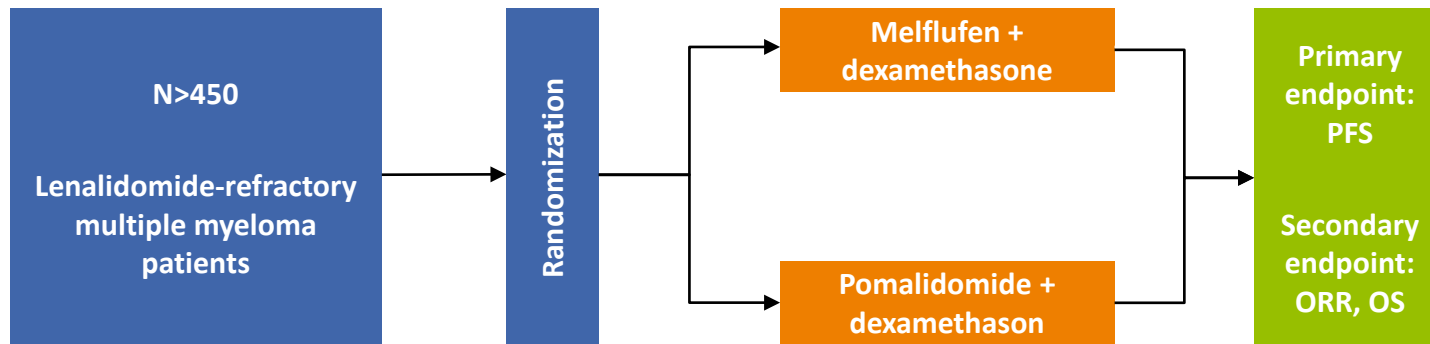 N>450
Lenalidomide-refractory
multiple myeloma
patients
Randomization
Melflufen +
dexamethasone
Pomalidomide +
dexamethason
Primary
endpoint:
PFS
Secondary
endpoint:
ORR, OS